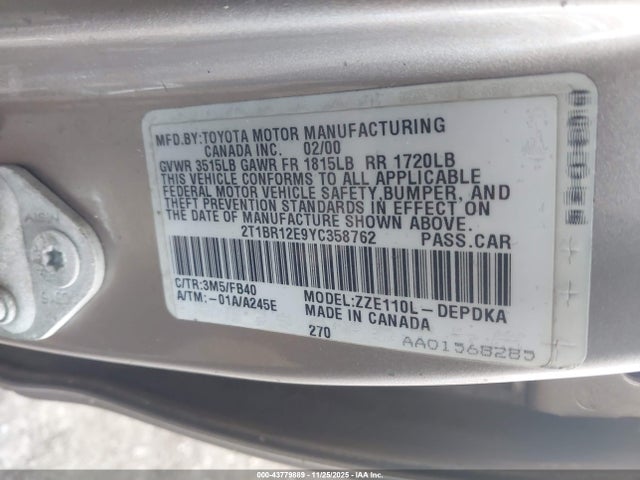 MFD.BY:TOYOTA MOTOR MANUFACTURING
CANADA INC. 02/00
GVWR 3515LB GAWR FR 1815LB RR 1720LB
THIS VEHICLE CONFORMS TO ALL APPLICABLE
FEDERAL MOTOR VEHICLE SAFETY,BUMPER, AND
THEFT PREVENTION STANDARDS IN EFFECT ON
THE DATE OF MANUFACTURE SHOWN ABOVE.
2T1BR12E9YC358762 PASS.CAR
C/TR:3M5/FB40 MODEL:ZZE110L-DEPDKA
A/TM:-01A/A245E MADE IN CANADA
270
AA01568285
000-43779889 | 11/25/2025 | IAA Inc.